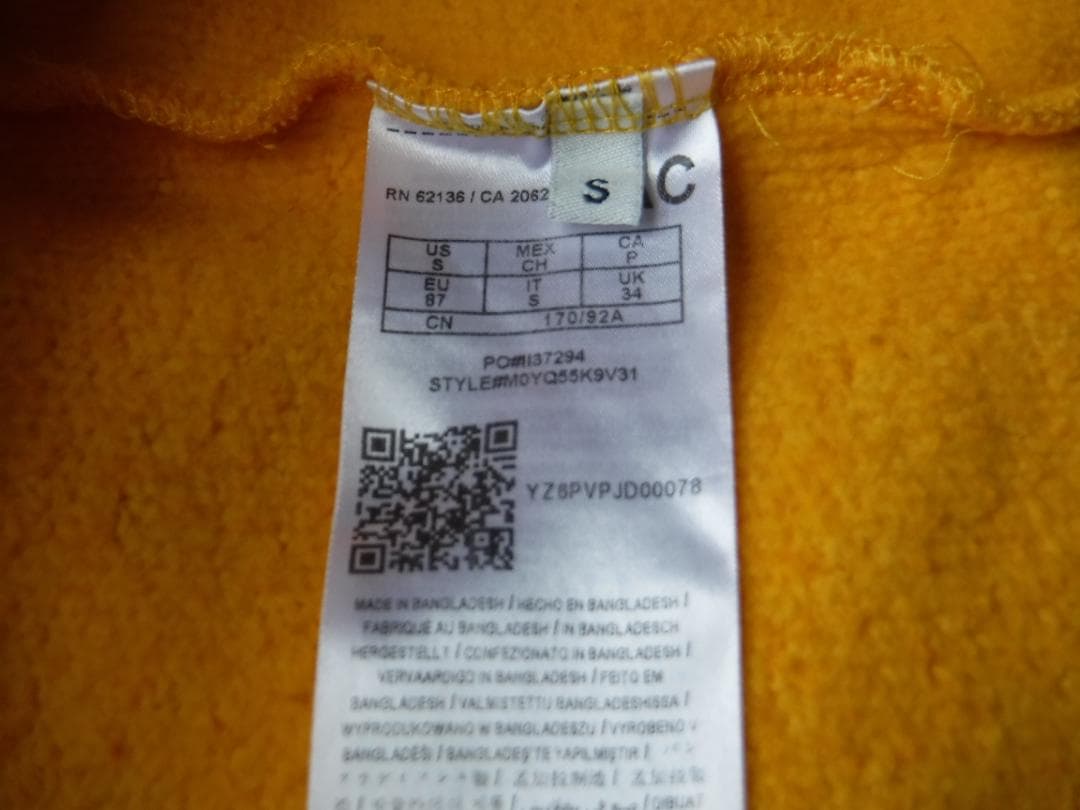 C
RN 62136 / CA 2062
S
US MEX CA
S CH P
EU IT UK
87 S 34
CN 170/92A
PO#I37294
STYLE#M0YQ55K9V31
YZ6PVPJD00078
MADE IN BANGLADESH / HECHO EN BANGLADESH /
FABRIQUÉ AU BANGLADESH / IN BANGLADESCH
HERGESTELLT / CONFEZIONATO IN BANGLADESH /
VERVAARDIGD IN BANGLADESH / FEITO EM
BANGLADESH / VALMISTETTU BANGLADESHISSA /
WYPRODUKOWANO W BANGLADESZU / VYROBENO V
BANGLADÉŠI / BANGLADEŞ'TE YAPILMIŞTIR /